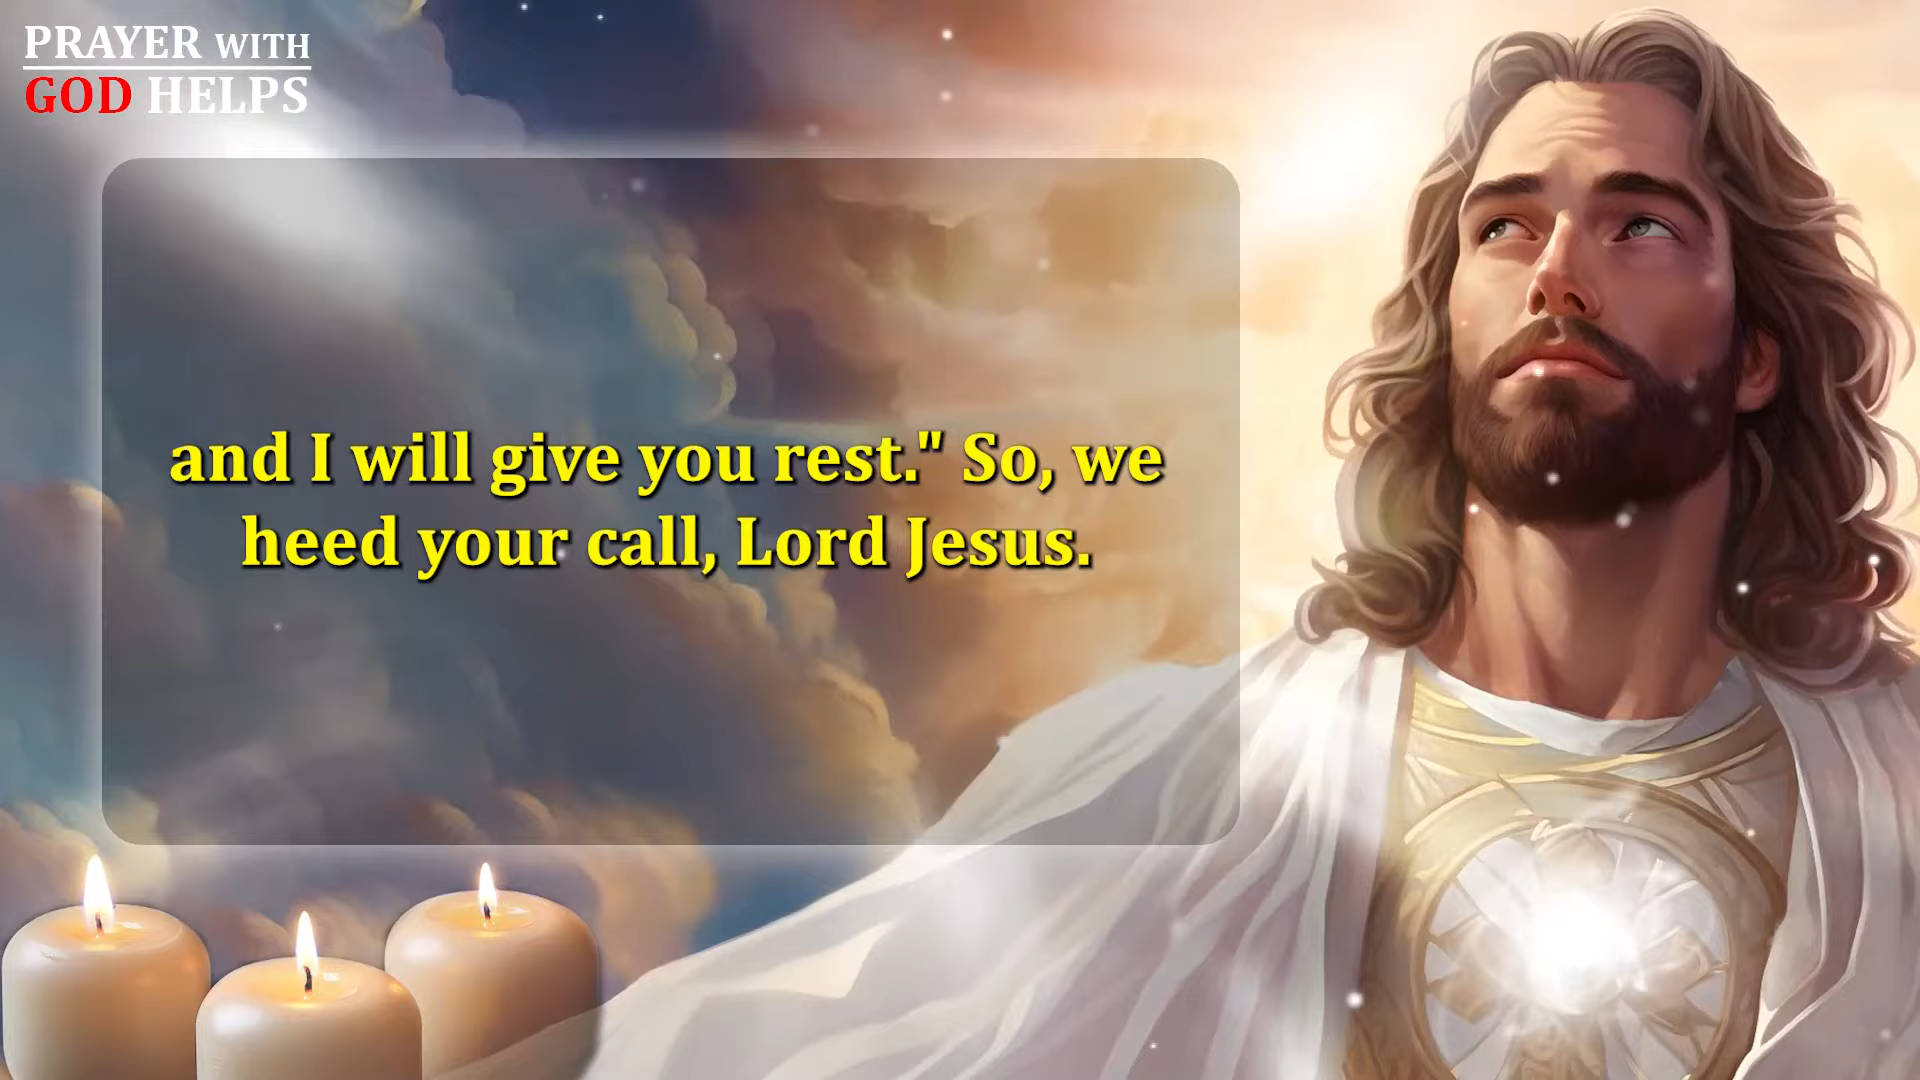 PRAYER WITH
GOD HELPS
and I will give you rest." So, we
heed your call, Lord Jesus.